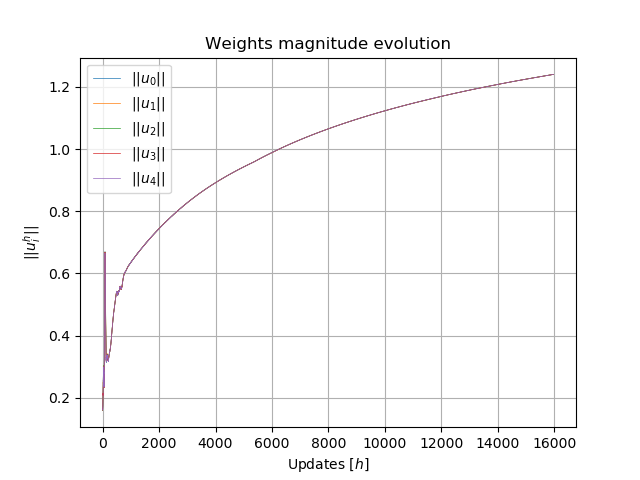 Weights magnitude evolution
||u₀||
||u₁||
||u₂||
||u₃||
||u₄||
||uᵢʰ||
1.2
1.0
0.8
0.6
0.4
0.2
0 2000 4000 6000 8000 10000 12000 14000 16000
Updates [h]